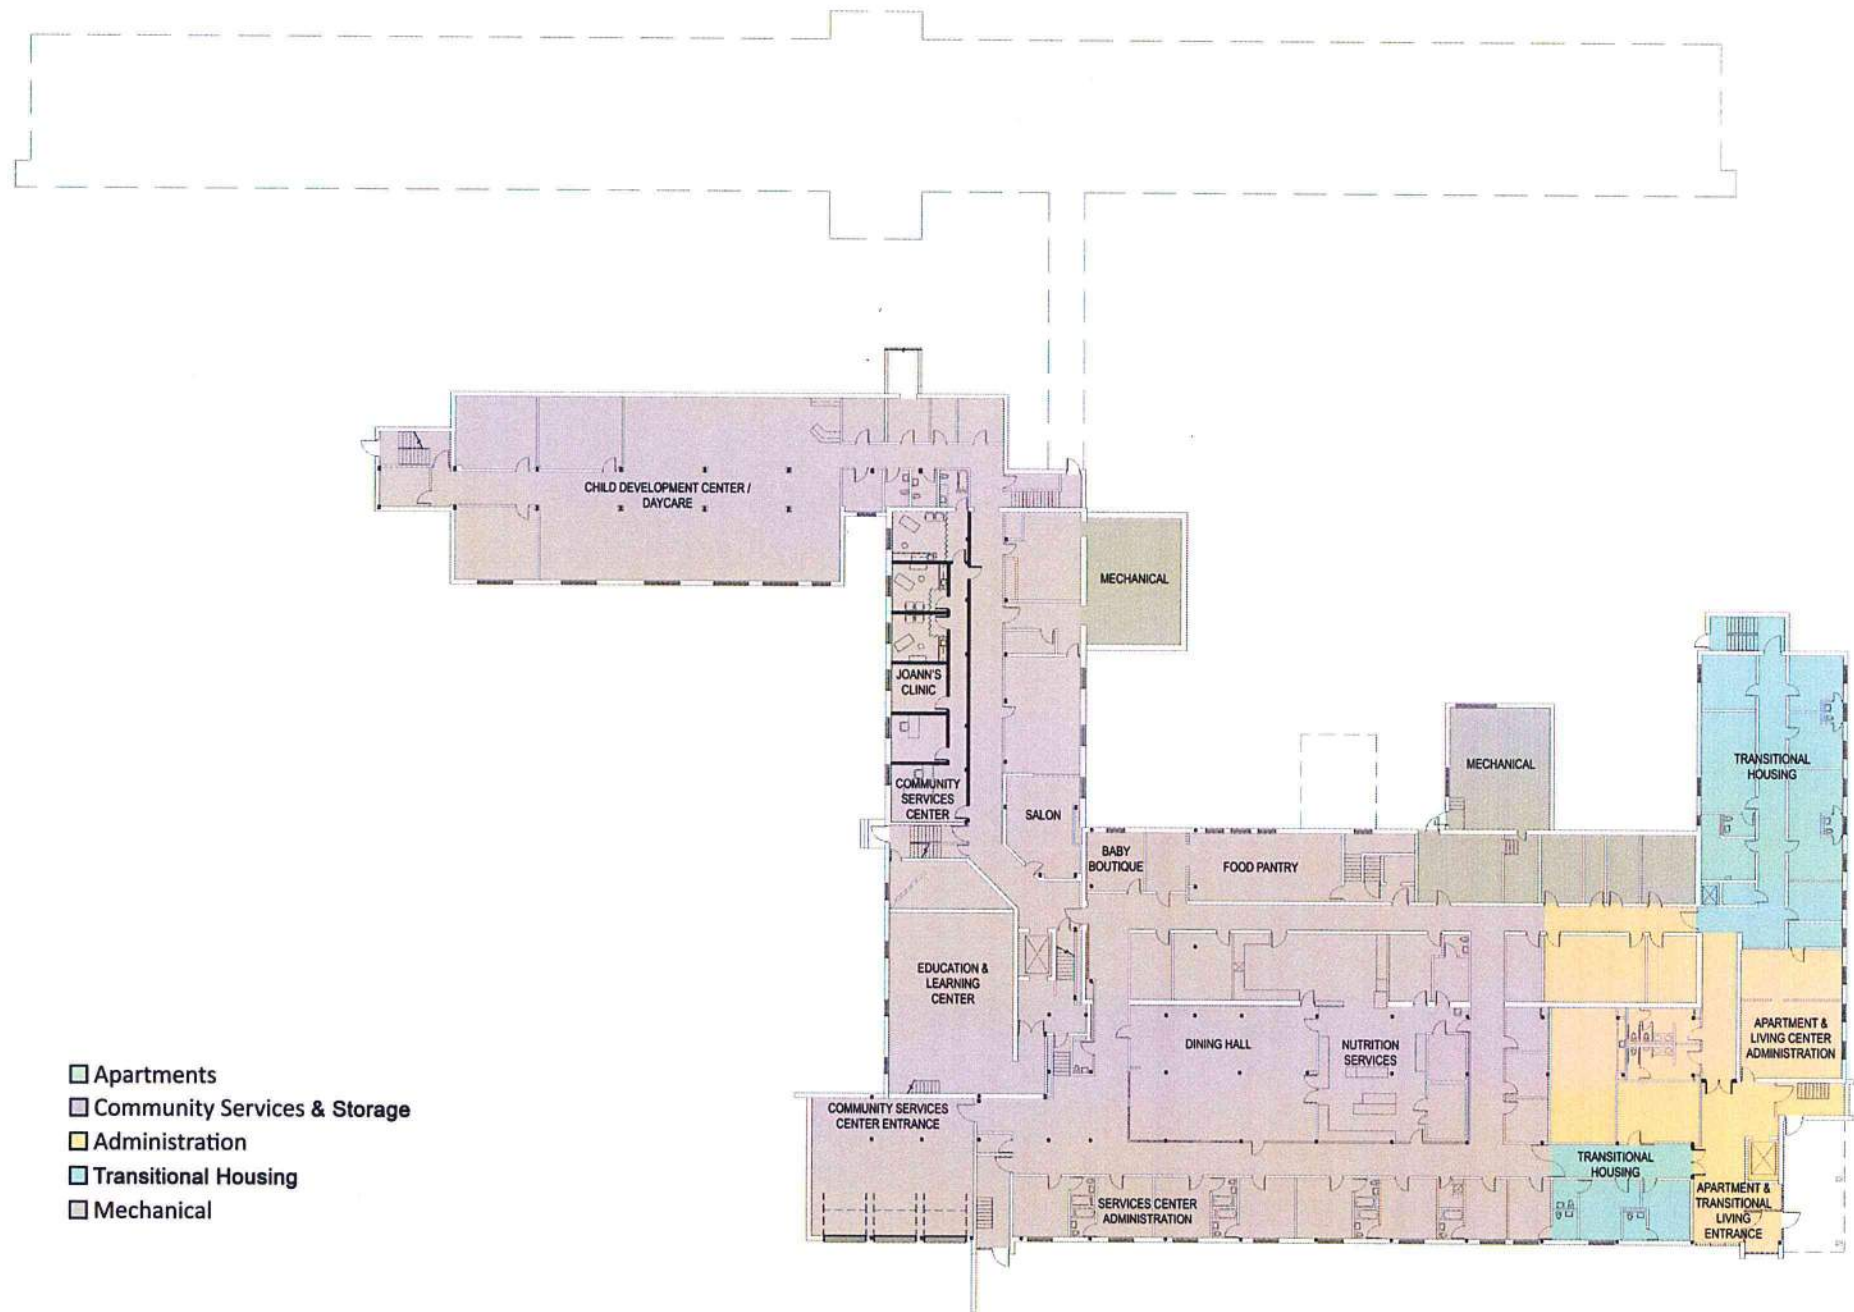 CHILD DEVELOPMENT CENTER /
DAYCARE
MECHANICAL
JOANN'S
CLINIC
COMMUNITY
SERVICES
CENTER
SALON
BABY
BOUTIQUE
FOOD PANTRY
MECHANICAL
TRANSITIONAL
HOUSING
EDUCATION &
LEARNING
CENTER
DINING HALL
NUTRITION
SERVICES
APARTMENT &
LIVING CENTER
ADMINISTRATION
COMMUNITY SERVICES
CENTER ENTRANCE
SERVICES CENTER
ADMINISTRATION
TRANSITIONAL
HOUSING
APARTMENT &
TRANSITIONAL
LIVING
ENTRANCE
Apartments
Community Services & Storage
Administration
Transitional Housing
Mechanical